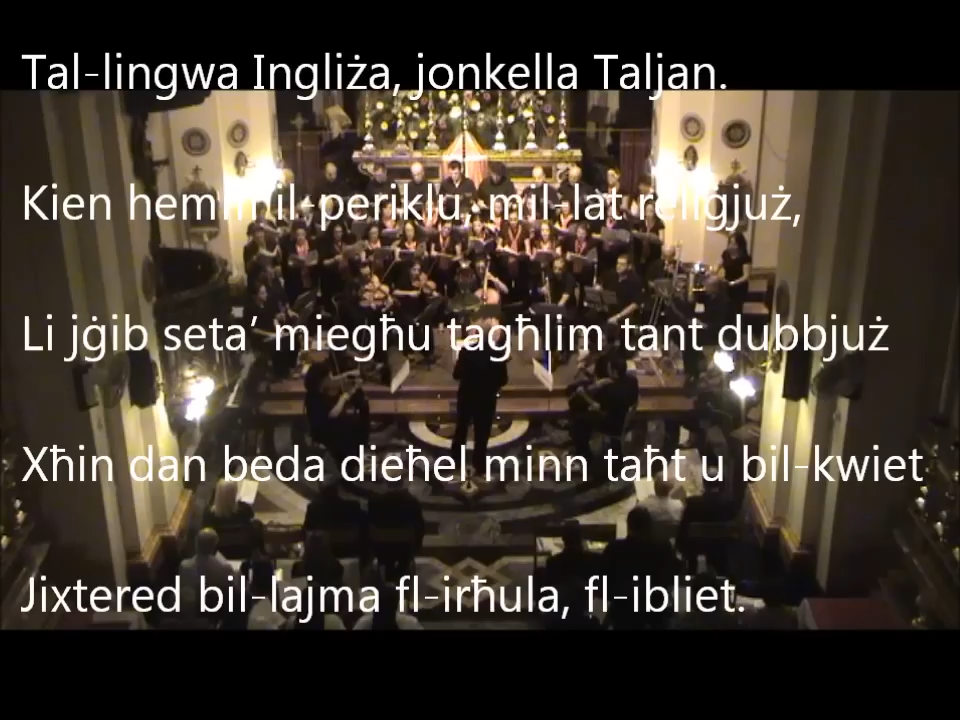 Tal-lingwa Ingliża, jonkella Taljan.
Kien hemm il-periklu, mil-lat reliġjuż,
Li jġib seta’ miegħu tagħlim tant dubbjuż
Xħin dan beda dieħel minn taħt u bil-kwiet
Jixtered bil-lajma fl-irħula, fl-ibliet.